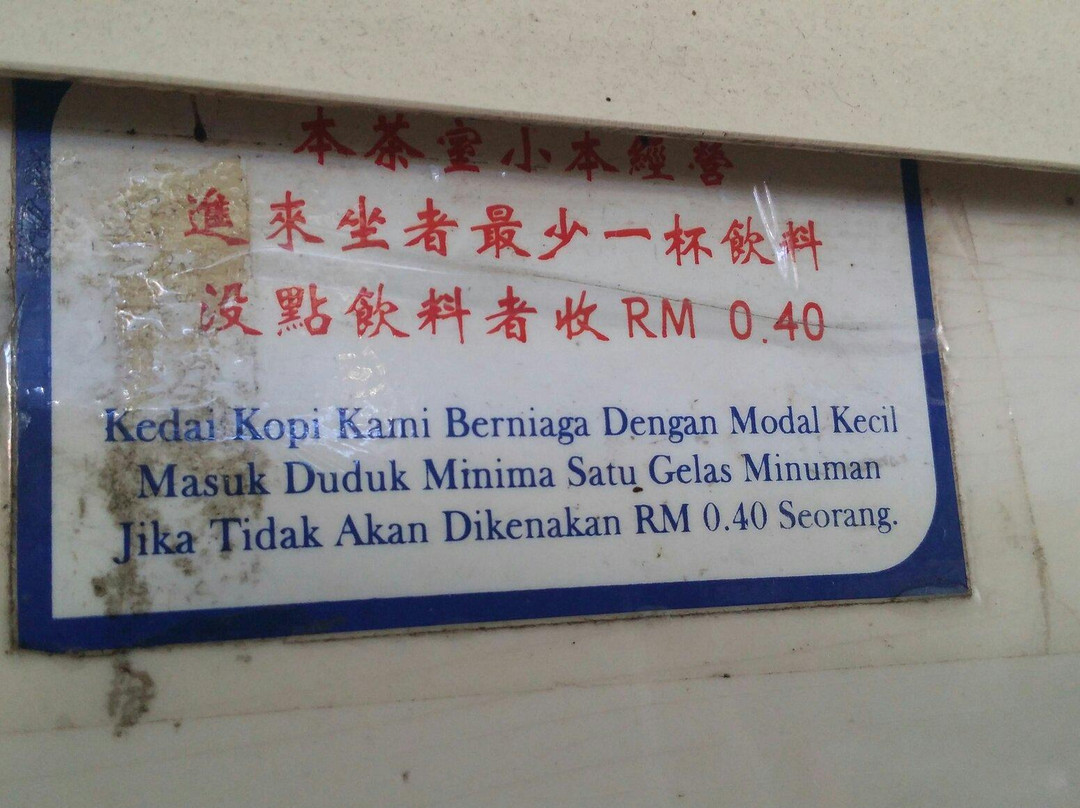 本茶室小本經營
進來坐者最少一杯飲料
没點飲料者收RM 0.40
Kedai Kopi Kami Berniaga Dengan Modal Kecil
Masuk Duduk Minima Satu Gelas Minuman
Jika Tidak Akan Dikenakan RM 0.40 Seorang.